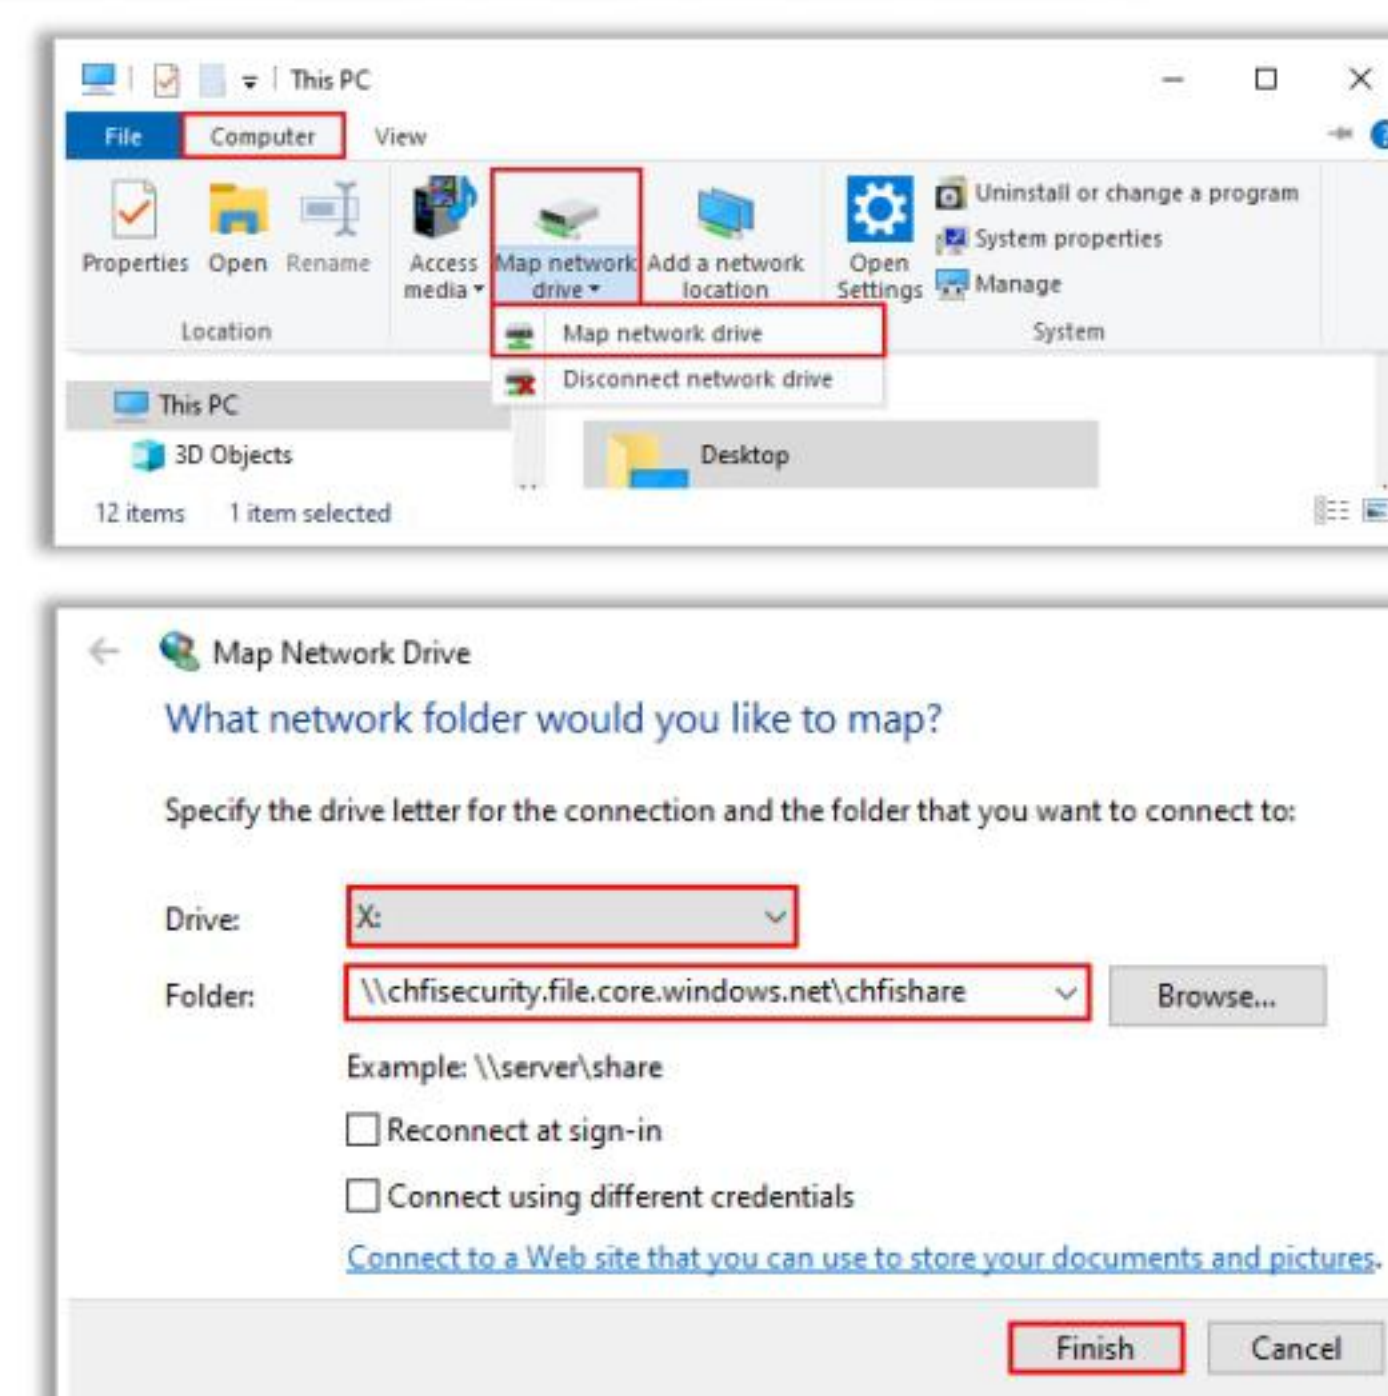 This PC
File Computer View
Properties Open Rename Access media Map network drive Add a network location Open Settings Uninstall or change a program
System properties
Manage
Location System
Map network drive
Disconnect network drive
This PC
3D Objects
Desktop
12 items 1 item selected
Map Network Drive
What network folder would you like to map?
Specify the drive letter for the connection and the folder that you want to connect to:
Drive: X:
Folder: \\chfisecurity.file.core.windows.net\chfishare Browse...
Example: \\server\share
Reconnect at sign-in
Connect using different credentials
Connect to a Web site that you can use to store your documents and pictures.
Finish Cancel